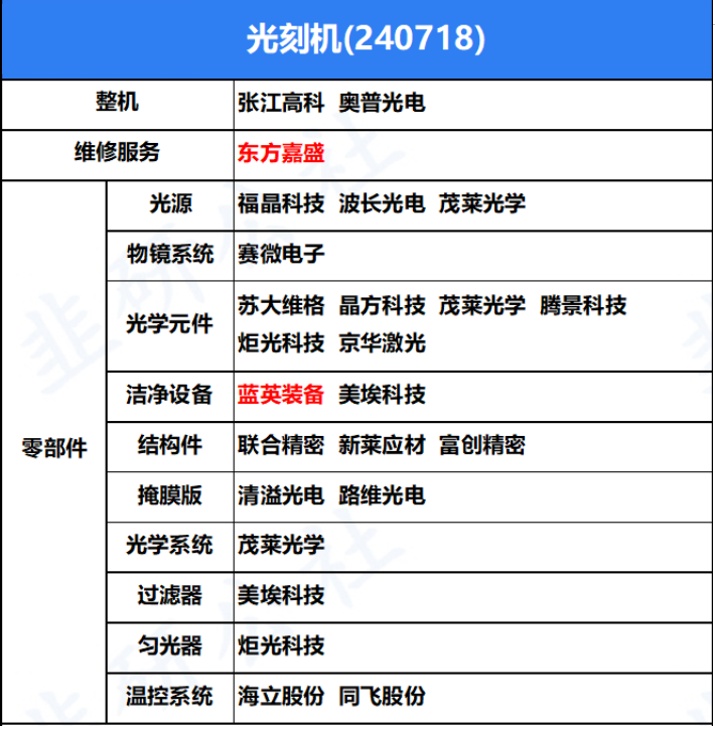 光刻机(240718)
整机 张江高科 奥普光电
维修服务 东方嘉盛
零部件
光源 福晶科技 波长光电 茂莱光学
物镜系统 赛微电子
光学元件 苏大维格 晶方科技 茂莱光学 腾景科技
炬光科技 京华激光
洁净设备 蓝英装备 美埃科技
结构件 联合精密 新莱应材 富创精密
掩膜版 清溢光电 路维光电
光学系统 茂莱光学
过滤器 美埃科技
匀光器 炬光科技
温控系统 海立股份 同飞股份
韭研公社